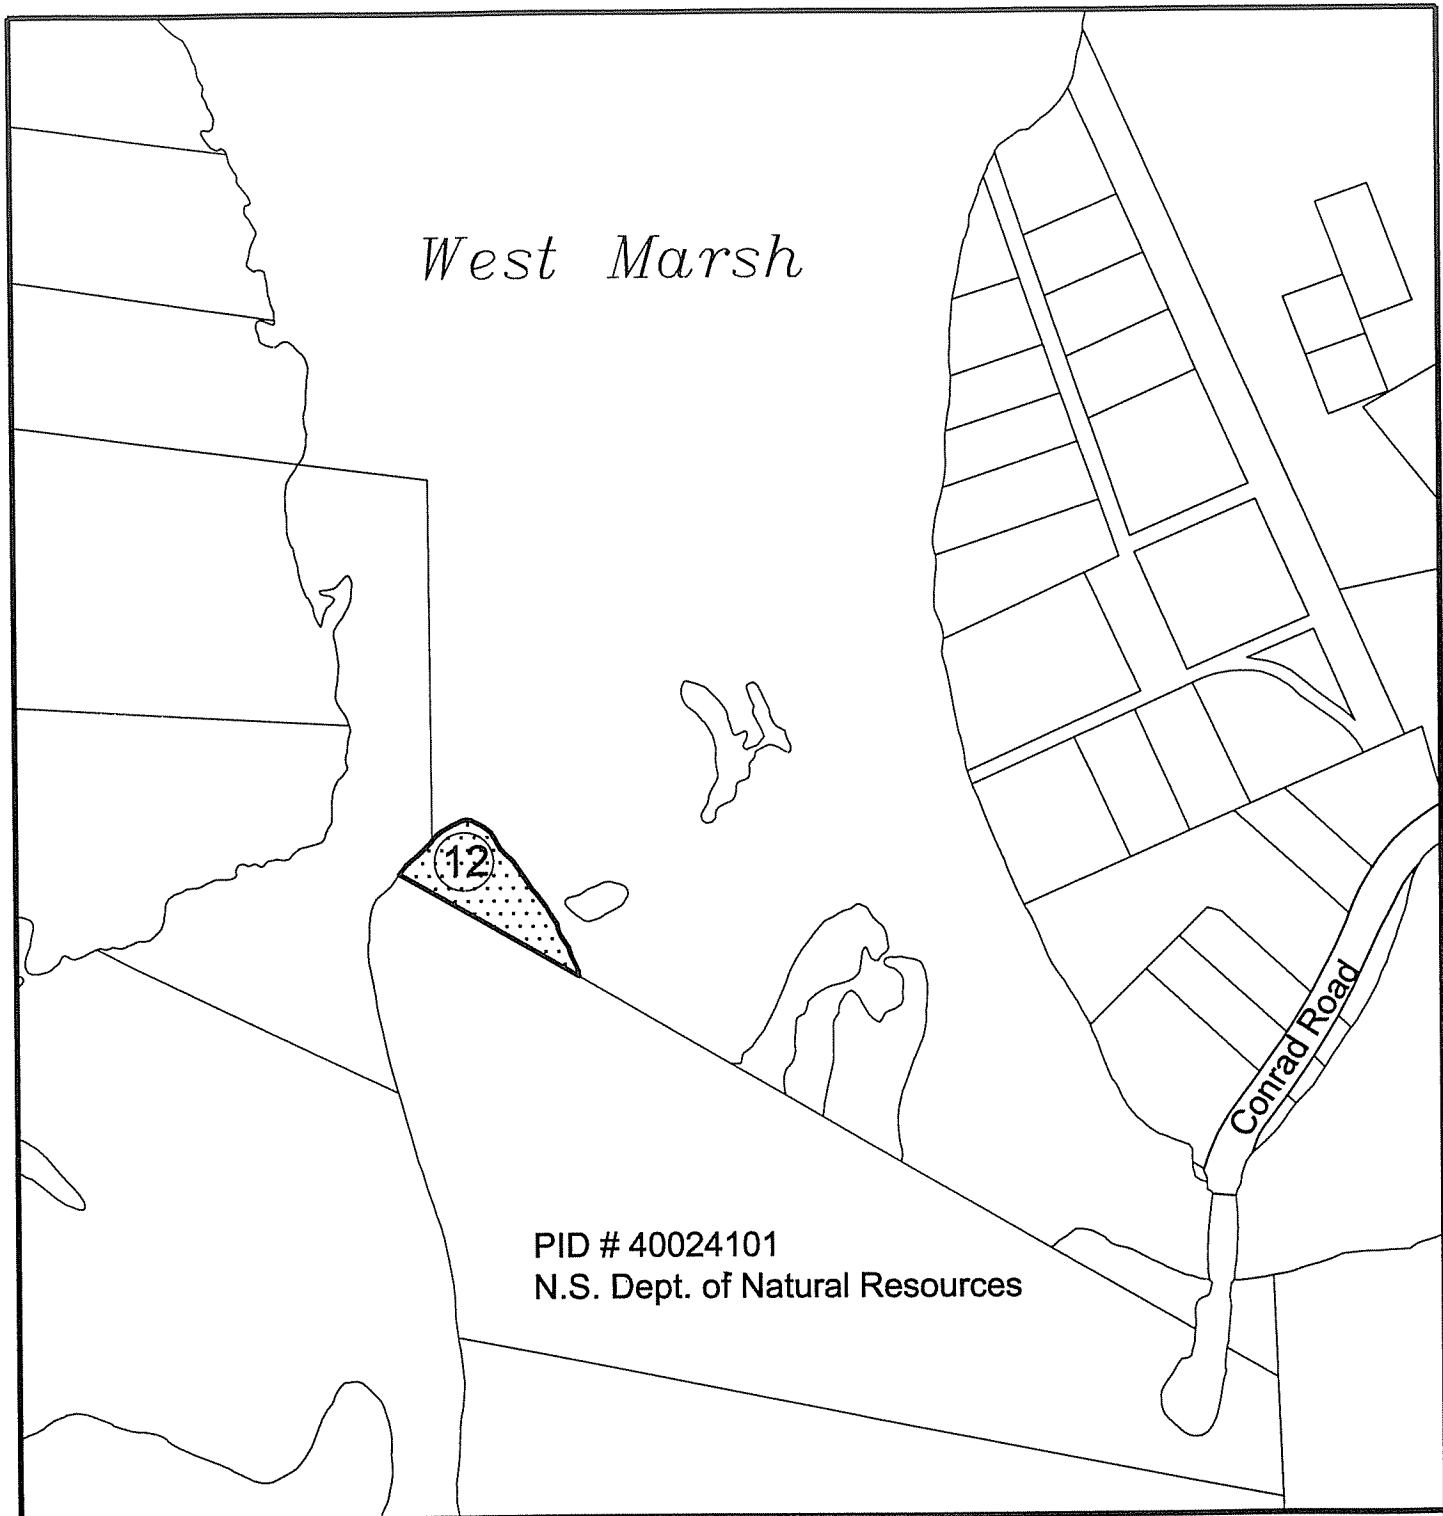 West Marsh
12
Conrad Road
PID # 40024101
N.S. Dept. of Natural Resources